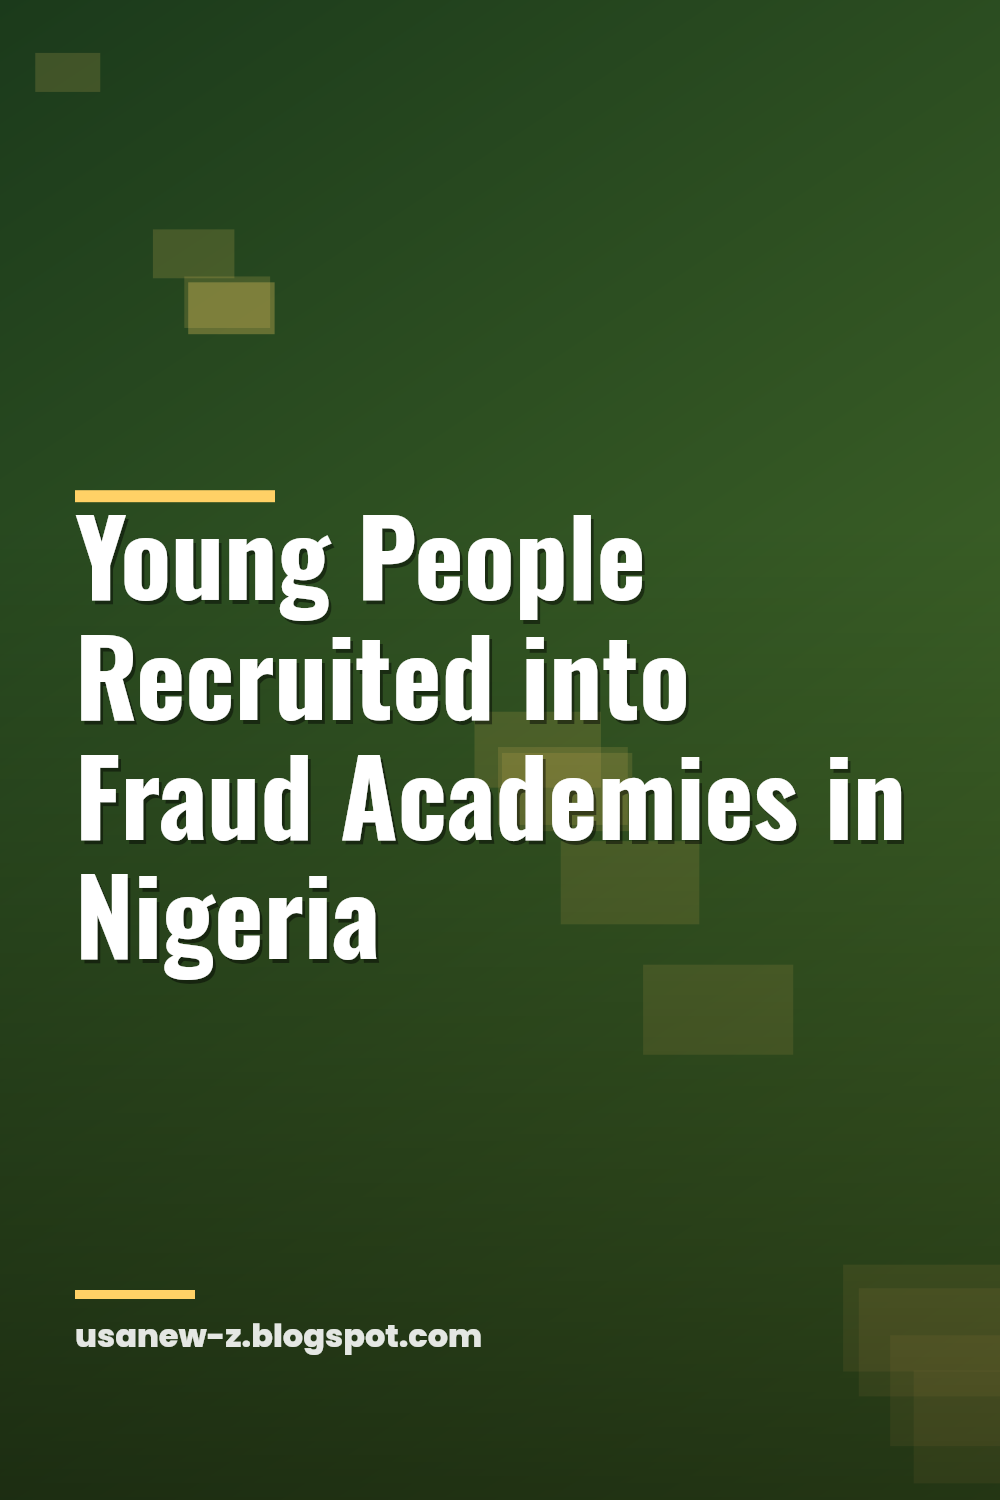 Young People
Recruited into
Fraud Academies in
Nigeria
usanew-z.blogspot.com